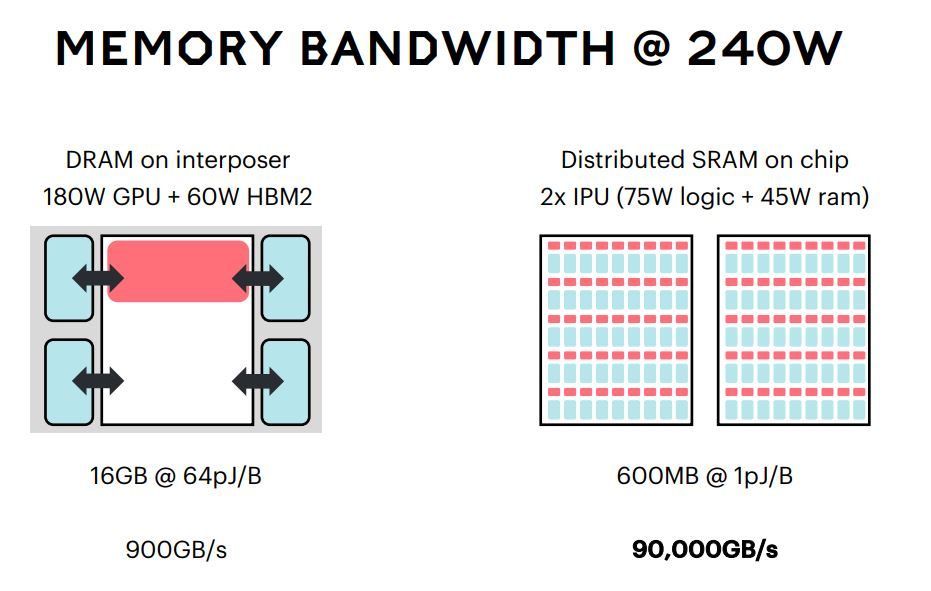 MEMORY BANDWIDTH @ 240W
DRAM on interposer
180W GPU + 60W HBM2
16GB @ 64pJ/B
900GB/s
Distributed SRAM on chip
2x IPU (75W logic + 45W ram)
600MB @ 1pJ/B
90,000GB/s